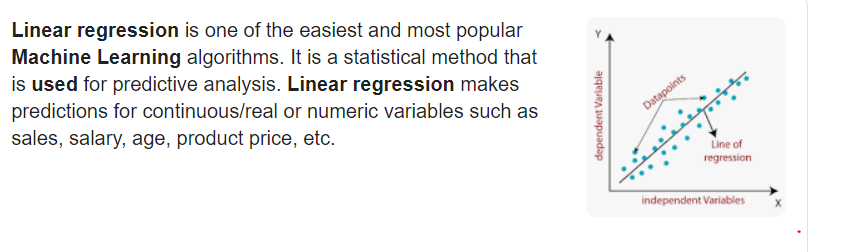 Linear regression is one of the easiest and most popular
Machine Learning algorithms. It is a statistical method that
is used for predictive analysis. Linear regression makes
predictions for continuous/real or numeric variables such as
sales, salary, age, product price, etc.
Y
dependent Variable
Datapoints
Line of
regression
independent Variables
X